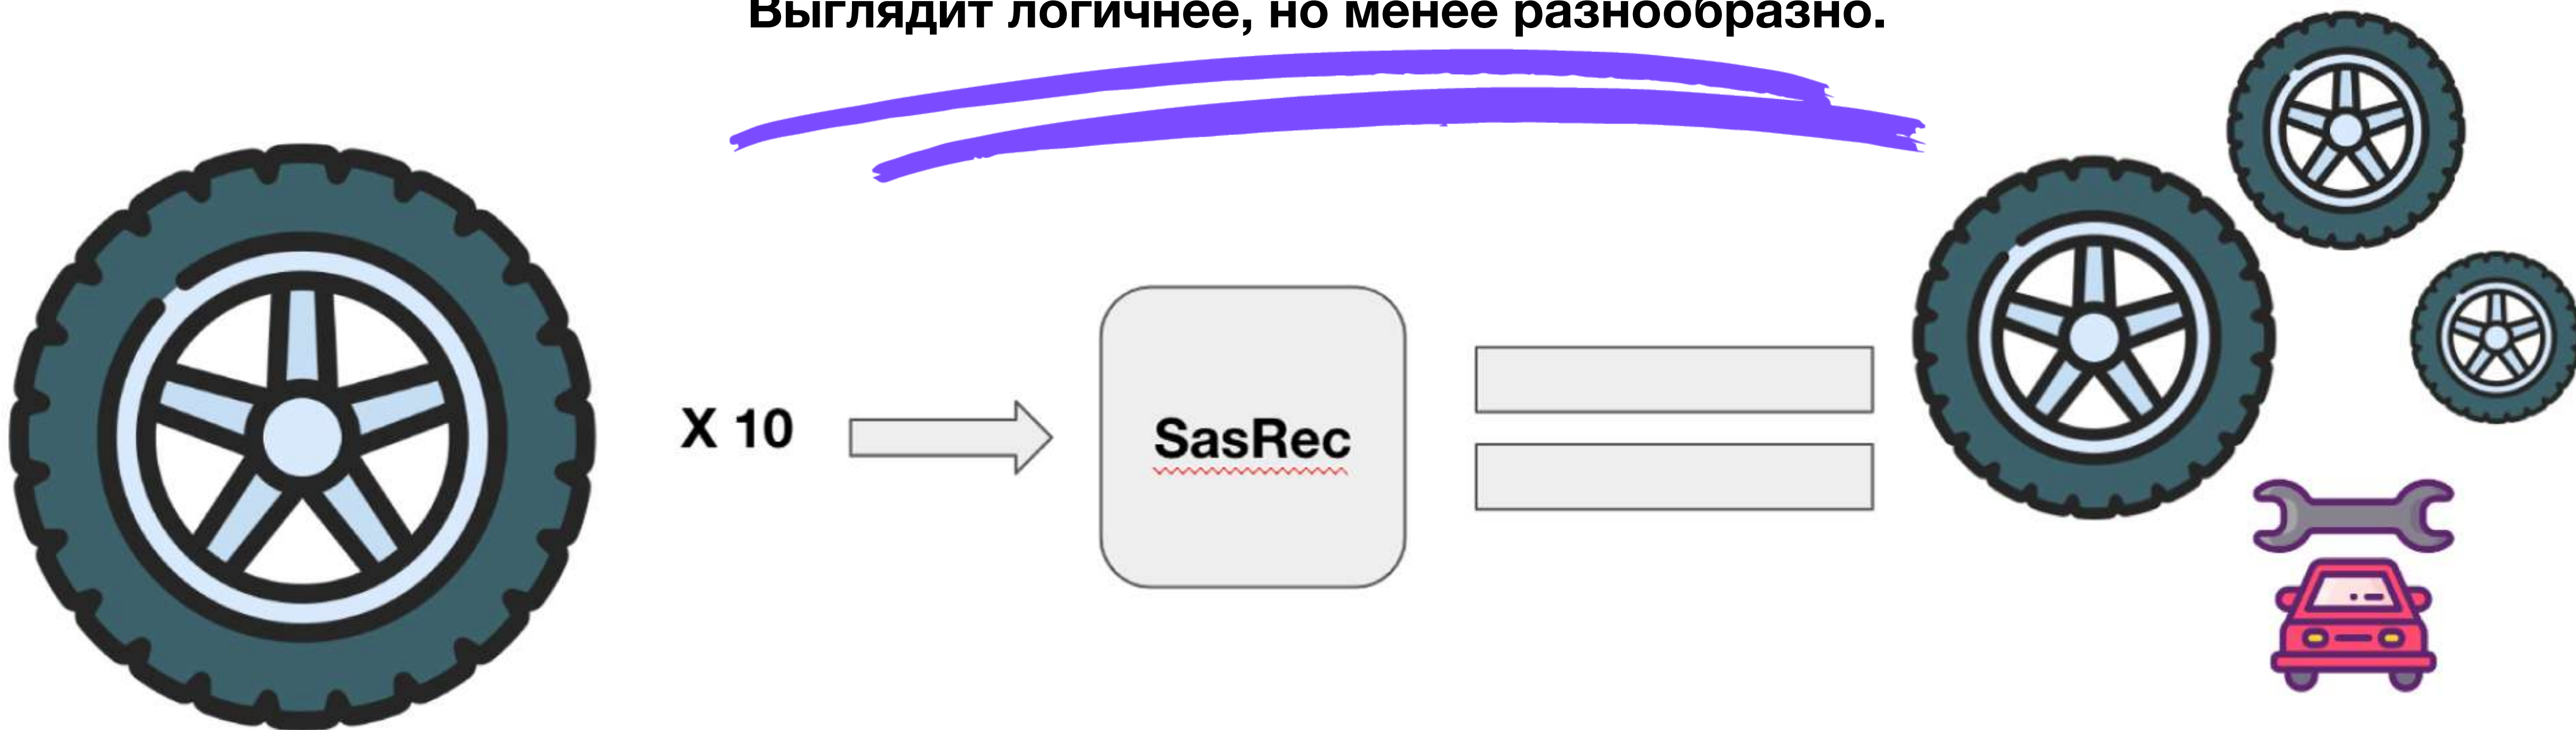 Выглядит логичнее, но менее разнообразно.
X 10
SasRec